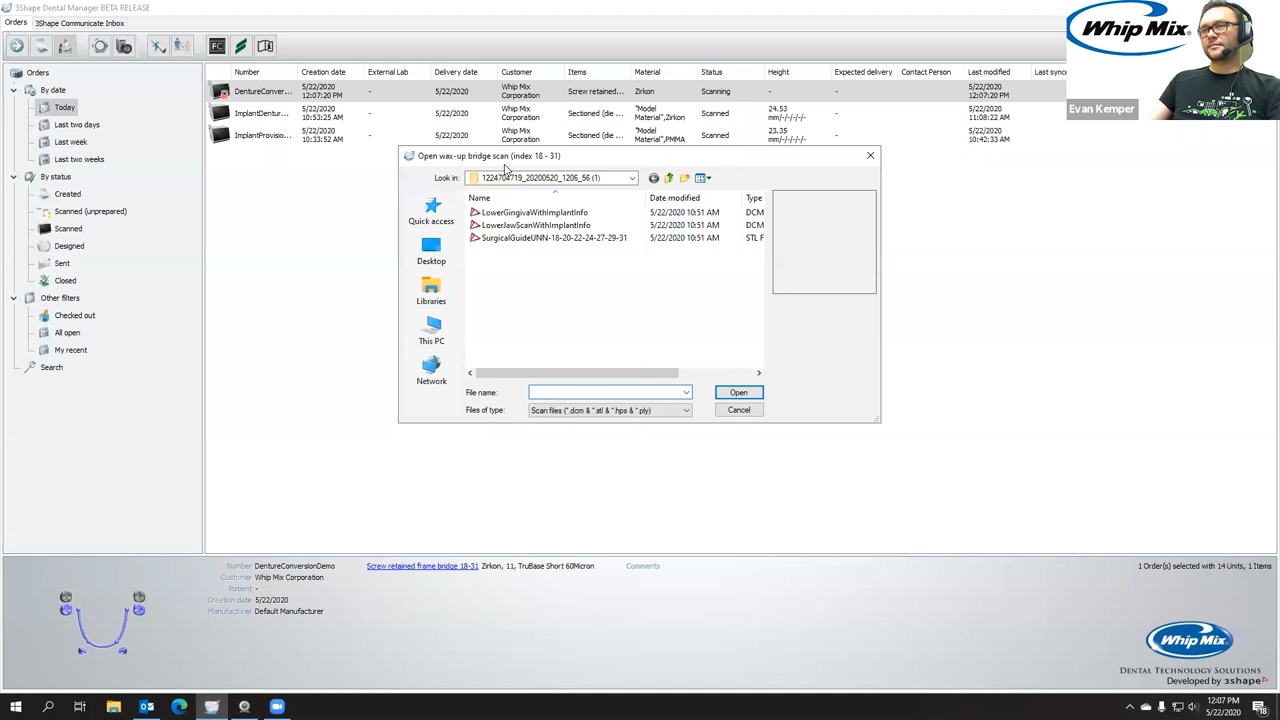 3Shape Dental Manager BETA RELEASE
Orders 3Shape Communicate Inbox
Whip Mix
Evan Kemper
FC
Orders
By date
Today
Last two days
Last week
Last two weeks
By status
Created
Scanned (unprepared)
Scanned
Designed
Sent
Closed
Other filters
Checked out
All open
My recent
Search
Number Creation date External Lab Delivery date Customer Items Material Status Height Expected delivery Contact Person Last modified Last sync
DentureConver... 5/22/2020 12:07:20 PM - 5/22/2020 Whip Mix Corporation Screw retained... Zirkon Scanning - - 5/22/2020 12:07:20 PM -
ImplantDentur... 5/22/2020 10:53:25 AM - 5/22/2020 Whip Mix Corporation Sectioned (die ... "Model Material",Zirkon Scanned 24.53 mm/-/-/-/-/- - 5/22/2020 11:08:22 AM -
ImplantProvisio... 5/22/2020 10:33:52 AM - 5/22/2020 Whip Mix Corporation Sectioned (die ... "Model Material",PMMA Scanned 23.35 mm/-/-/-/-/- - 5/22/2020 10:42:33 AM -
Open wax-up bridge scan (index 18 - 31)
Look in: 1224704719_20200520_1206_56 (1)
Quick access
Desktop
Libraries
This PC
Network
Name Date modified Type
LowerGingivaWithImplantInfo 5/22/2020 10:51 AM DCM
LowerJawScanWithImplantInfo 5/22/2020 10:51 AM DCM
SurgicalGuideUNN-18-20-22-24-27-29-31 5/22/2020 10:51 AM STL F
File name: Open
Files of type: Scan files (*.dcm & *.stl & *.hps & *.ply) Cancel
Number DentureConversionDemo
Customer Whip Mix Corporation
Patient -
Creation date 5/22/2020
Manufacturer Default Manufacturer
Screw retained frame bridge 18-31 Zirkon, 11, TruBase Short 60Micron
Comments
1 Order(s) selected with 14 Units, 1 Items
Whip Mix
DENTAL TECHNOLOGY SOLUTIONS
Developed by 3shape
12:07 PM
5/22/2020
18